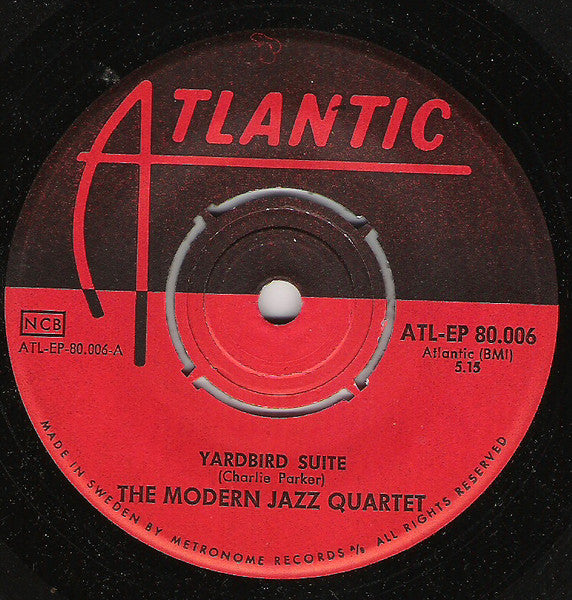 ATLANTIC
NCB
ATL-EP-80.006-A
ATL-EP 80.006
Atlantic (BMI)
5.15
YARDBIRD SUITE
(Charlie Parker)
THE MODERN JAZZ QUARTET
MADE IN SWEDEN BY METRONOME RECORDS A/B ALL RIGHTS RESERVED